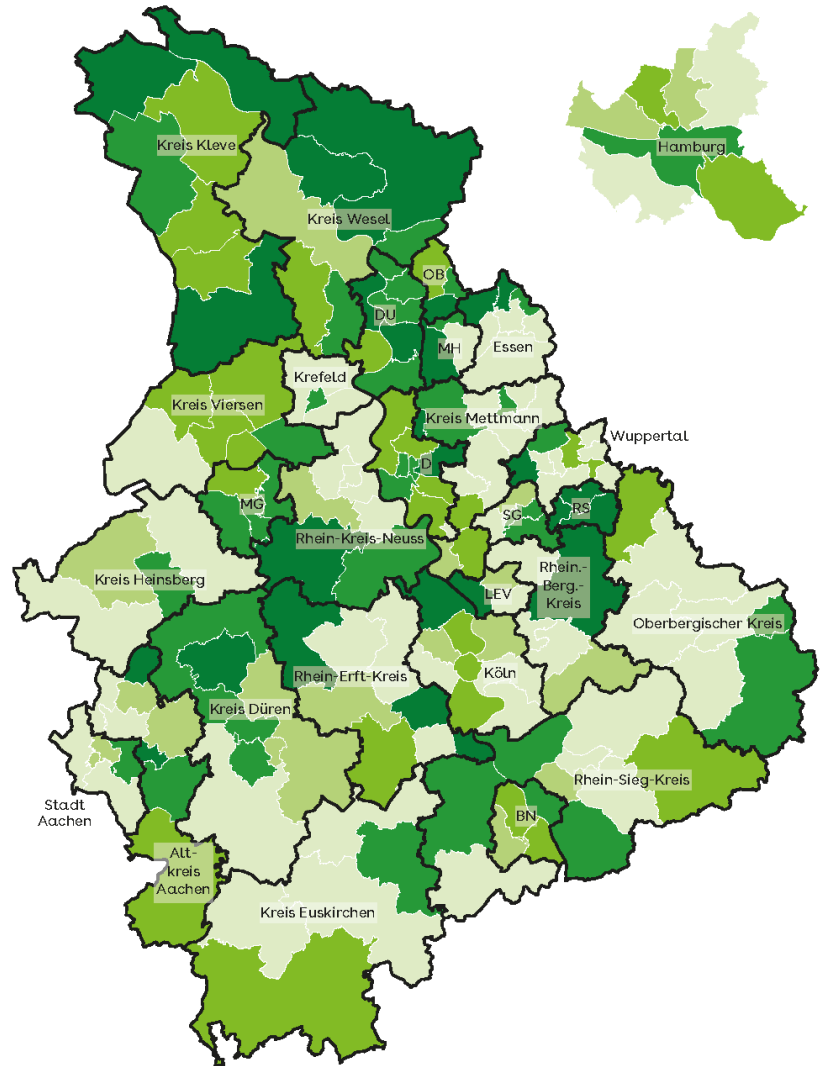 Kreis Kleve
Hamburg
Kreis Wesel
OB
DU
MH
Essen
Krefeld
Kreis Viersen
Kreis Mettmann
Wuppertal
D
MG
SG
RS
Rhein-Kreis-Neuss
Kreis Heinsberg
LEV
Rhein.-
Berg.-
Kreis
Oberbergischer Kreis
Rhein-Erft-Kreis
Köln
Kreis Düren
Rhein-Sieg-Kreis
Stadt
Aachen
BN
Alt-
kreis
Aachen
Kreis Euskirchen